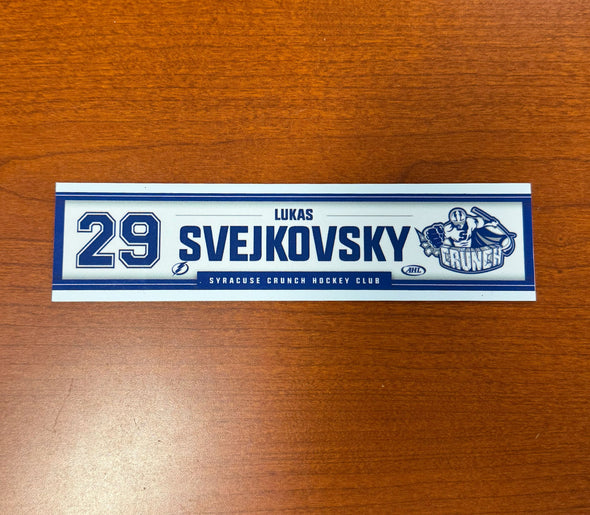 29
LUKAS
SVEJKOVSKY
CRUNCH
AHL
SYRACUSE CRUNCH HOCKEY CLUB